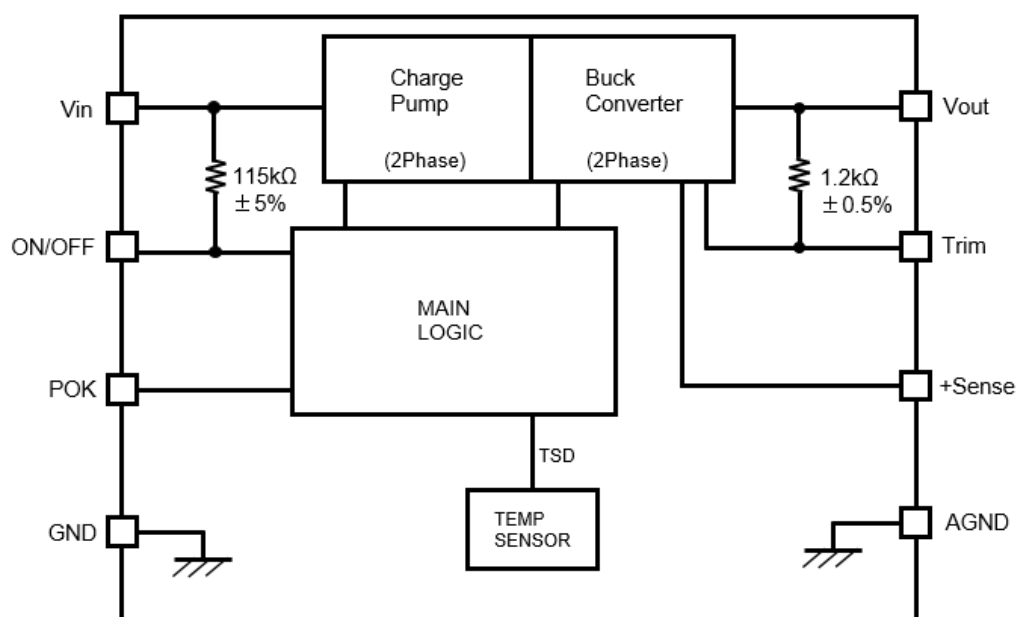 Charge
Pump
(2Phase)
Buck
Converter
(2Phase)
Vin
Vout
115kΩ
±5%
1.2kΩ
±0.5%
ON/OFF
Trim
MAIN
LOGIC
POK
+Sense
TSD
GND
TEMP
SENSOR
AGND